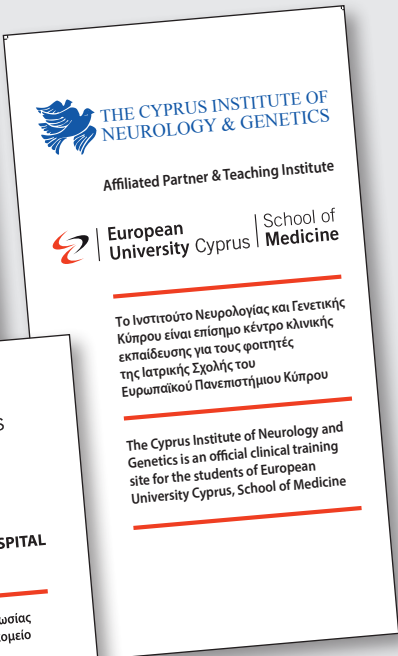 THE CYPRUS INSTITUTE OF
NEUROLOGY & GENETICS
Affiliated Partner & Teaching Institute
European
University Cyprus
School of
Medicine
Το Ινστιτούτο Νευρολογίας και Γενετικής
Κύπρου είναι επίσημο κέντρο κλινικής
εκπαίδευσης για τους φοιτητές
της Ιατρικής Σχολής του
Ευρωπαϊκού Πανεπιστήμιου Κύπρου
The Cyprus Institute of Neurology and
Genetics is an official clinical training
site for the students of European
University Cyprus, School of Medicine